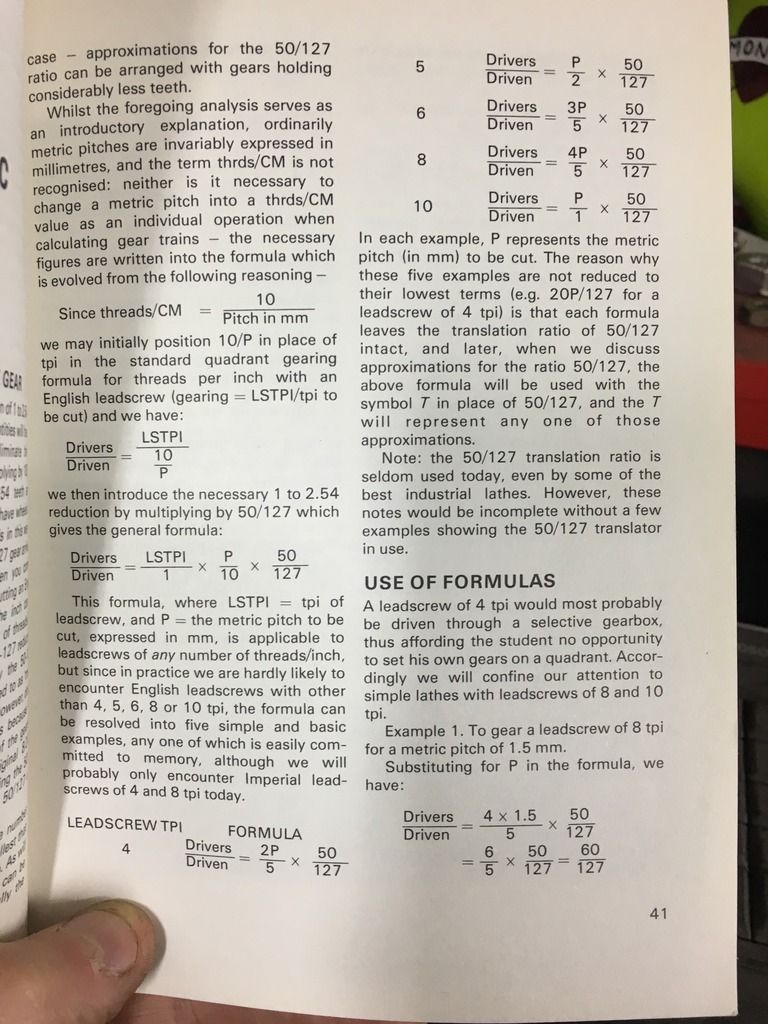 case – approximations for the 50/127
ratio can be arranged with gears holding
considerably less teeth.
Whilst the foregoing analysis serves as
an introductory explanation, ordinarily
metric pitches are invariably expressed in
millimetres, and the term thrds/CM is not
recognised: neither is it necessary to
change a metric pitch into a thrds/CM
value as an individual operation when
calculating gear trains – the necessary
figures are written into the formula which
is evolved from the following reasoning –
Since threads/CM = 10 / Pitch in mm
we may initially position 10/P in place of
tpi in the standard quadrant gearing
formula for threads per inch with an
English leadscrew (gearing = LSTPI/tpi to
be cut) and we have:
Drivers / Driven = LSTPI / (10 / P)
we then introduce the necessary 1 to 2.54
reduction by multiplying by 50/127 which
gives the general formula:
Drivers / Driven = LSTPI / 1 × P / 10 × 50 / 127
This formula, where LSTPI = tpi of
leadscrew, and P = the metric pitch to be
cut, expressed in mm, is applicable to
leadscrews of any number of threads/inch,
but since in practice we are hardly likely to
encounter English leadscrews with other
than 4, 5, 6, 8 or 10 tpi, the formula can
be resolved into five simple and basic
examples, any one of which is easily com-
mitted to memory, although we will
probably only encounter Imperial lead-
screws of 4 and 8 tpi today.
LEADSCREW TPI FORMULA
4 Drivers / Driven = 2P / 5 × 50 / 127
5 Drivers / Driven = P / 2 × 50 / 127
6 Drivers / Driven = 3P / 5 × 50 / 127
8 Drivers / Driven = 4P / 5 × 50 / 127
10 Drivers / Driven = P / 1 × 50 / 127
In each example, P represents the metric
pitch (in mm) to be cut. The reason why
these five examples are not reduced to
their lowest terms (e.g. 20P/127 for a
leadscrew of 4 tpi) is that each formula
leaves the translation ratio of 50/127
intact, and later, when we discuss
approximations for the ratio 50/127, the
above formula will be used with the
symbol T in place of 50/127, and the T
will represent any one of those
approximations.
Note: the 50/127 translation ratio is
seldom used today, even by some of the
best industrial lathes. However, these
notes would be incomplete without a few
examples showing the 50/127 translator
in use.
USE OF FORMULAS
A leadscrew of 4 tpi would most probably
be driven through a selective gearbox,
thus affording the student no opportunity
to set his own gears on a quadrant. Accor-
dingly we will confine our attention to
simple lathes with leadscrews of 8 and 10
tpi.
Example 1. To gear a leadscrew of 8 tpi
for a metric pitch of 1.5 mm.
Substituting for P in the formula, we
have:
Drivers / Driven = 4 × 1.5 / 5 × 50 / 127
= 6 / 5 × 50 / 127 = 60 / 127
41
GEAR
MON